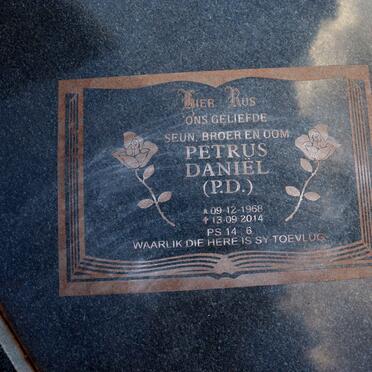 Hier Rus
ONS GELIEFDE
SEUN, BROER EN OOM
PETRUS
DANIËL
(P.D.)
★ 09-12-1968
✝ 13-09-2014
PS 14 : 6
WAARLIK DIE HERE IS SY TOEVLUG.